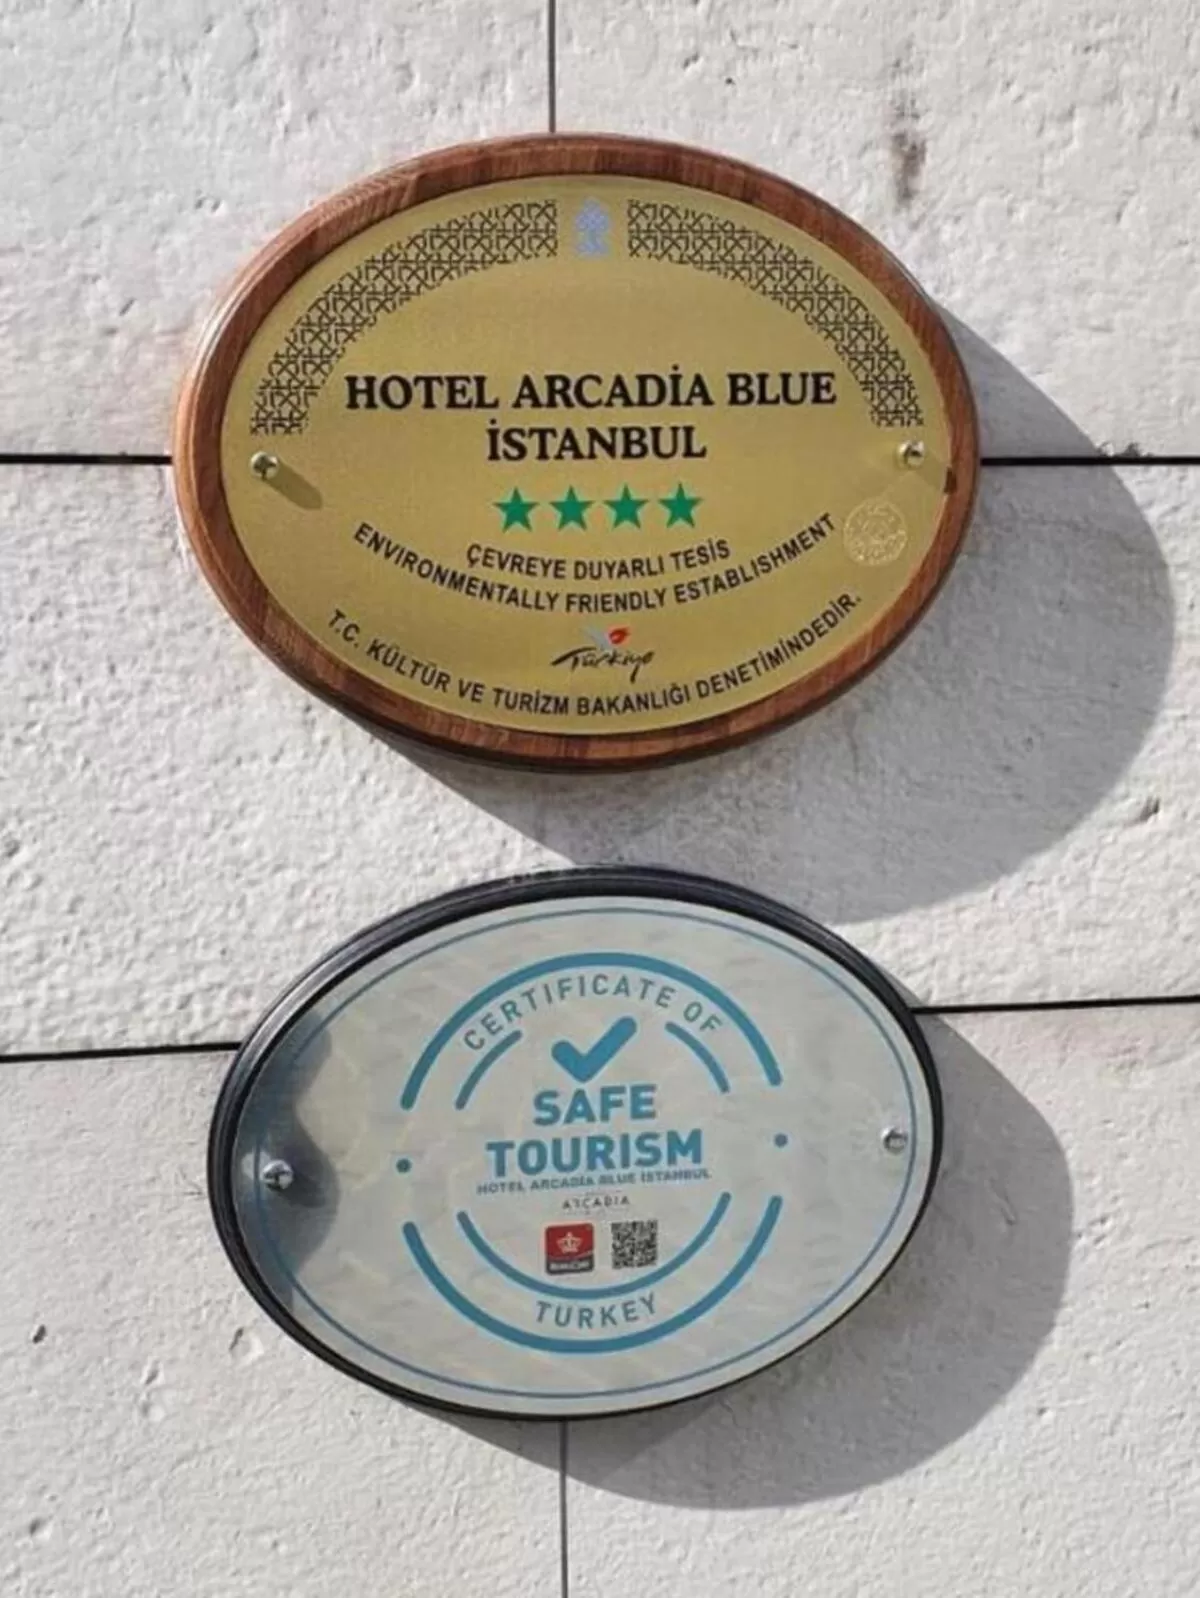 HOTEL ARCADİA BLUE
İSTANBUL
ÇEVREYE DUYARLI TESİS
ENVIRONMENTALLY FRIENDLY ESTABLISHMENT
Türkiye
T.C. KÜLTÜR VE TURİZM BAKANLIĞI DENETİMİNDEDİR.
CERTIFICATE OF
SAFE
TOURISM
HOTEL ARCADİA BLUE İSTANBUL
ARCADIA
TURKEY